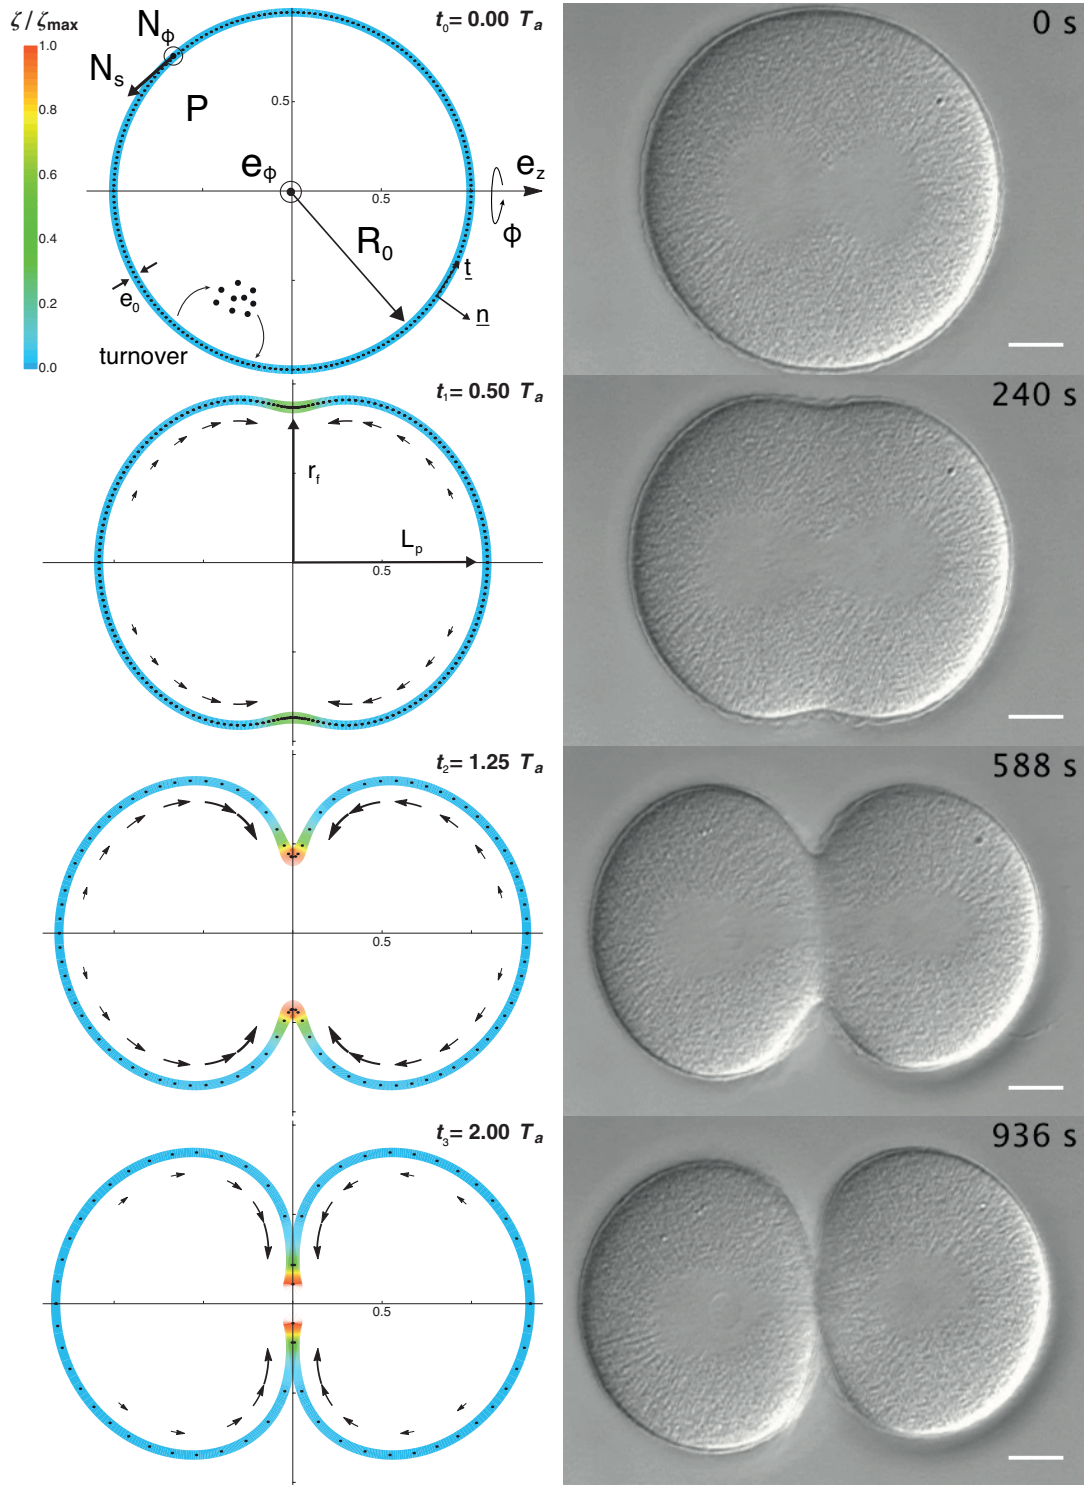 ζ / ζmax
1.0
0.8
0.6
0.4
0.2
0.0
t0= 0.00 Ta
Nϕ
Ns
P
0.5
eϕ
ez
0.5
ϕ
R0
t
n
e0
turnover
0 s
t1= 0.50 Ta
rf
Lp
0.5
240 s
t2= 1.25 Ta
0.5
588 s
t3= 2.00 Ta
0.5
936 s